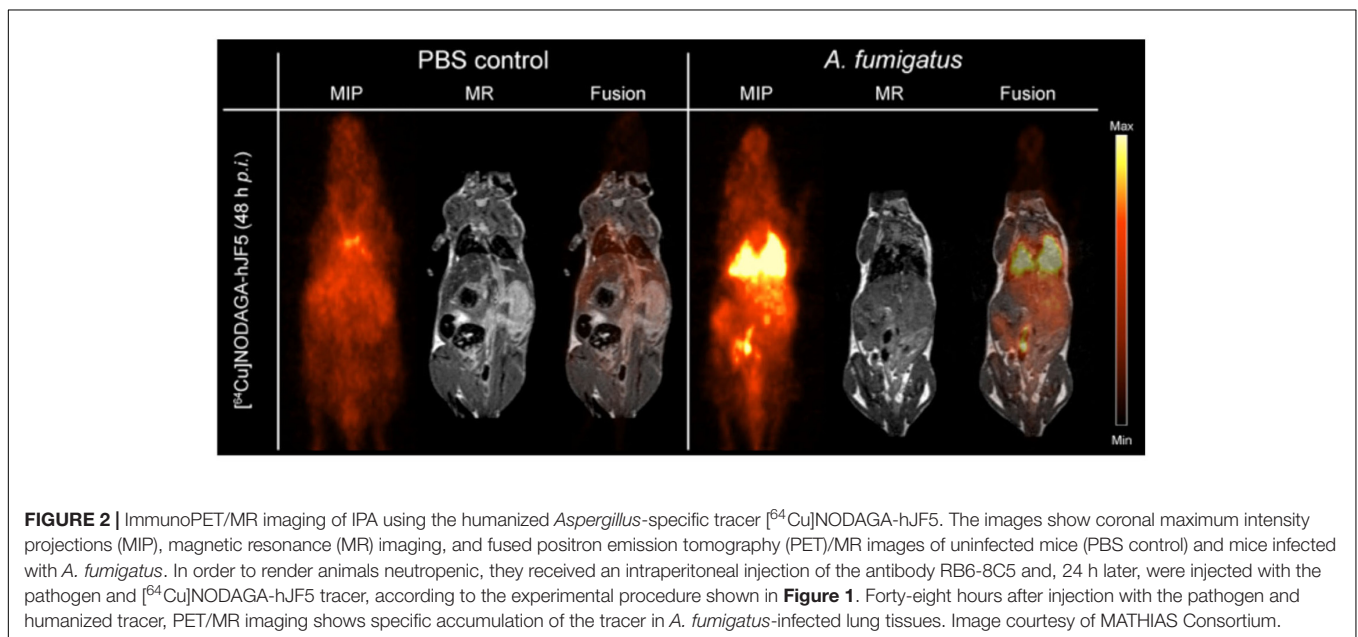 PBS control
A. fumigatus
MIP
MR
Fusion
MIP
MR
Fusion
[⁶⁴Cu]NODAGA-hJF5 (48 h p.i.)
Max
Min
FIGURE 2 | ImmunoPET/MR imaging of IPA using the humanized Aspergillus-specific tracer [⁶⁴Cu]NODAGA-hJF5. The images show coronal maximum intensity
projections (MIP), magnetic resonance (MR) imaging, and fused positron emission tomography (PET)/MR images of uninfected mice (PBS control) and mice infected
with A. fumigatus. In order to render animals neutropenic, they received an intraperitoneal injection of the antibody RB6-8C5 and, 24 h later, were injected with the
pathogen and [⁶⁴Cu]NODAGA-hJF5 tracer, according to the experimental procedure shown in Figure 1. Forty-eight hours after injection with the pathogen and
humanized tracer, PET/MR imaging shows specific accumulation of the tracer in A. fumigatus-infected lung tissues. Image courtesy of MATHIAS Consortium.